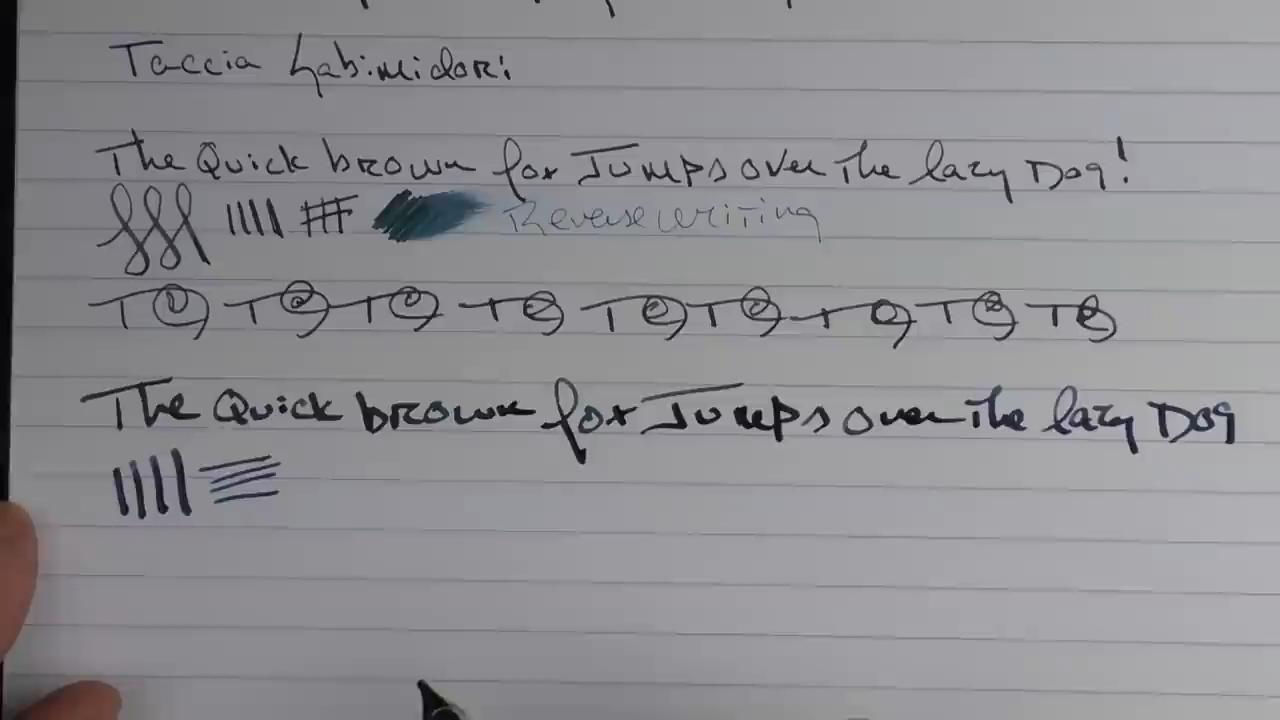 Taccia Sabimidori
The Quick brown fox Jumps over The lazy Dog!
Reverse writing
The Quick brown fox Jumps over The lazy Dog